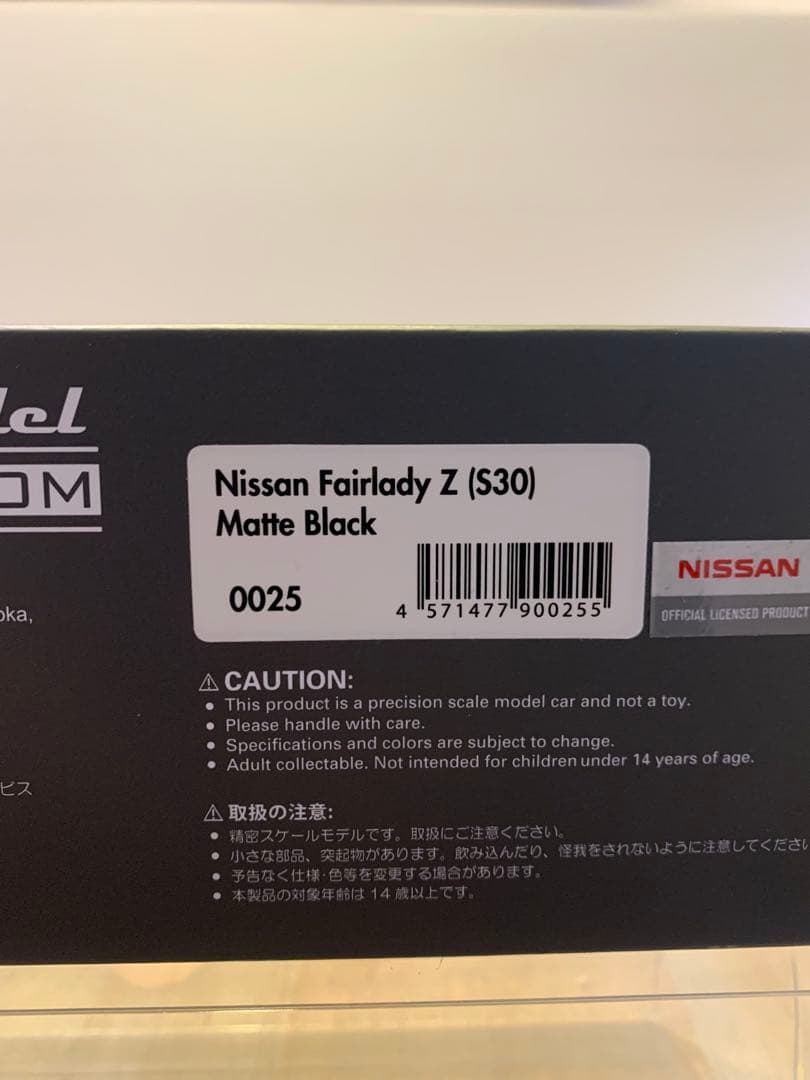 del
OM
Nissan Fairlady Z (S30)
Matte Black
0025
4 571477 900255
NISSAN
OFFICIAL LICENSED PRODUCT
oka,
⚠ CAUTION:
● This product is a precision scale model car and not a toy.
● Please handle with care.
● Specifications and colors are subject to change.
● Adult collectable. Not intended for children under 14 years of age.
ビス
⚠ 取扱の注意:
● 精密スケールモデルです。取扱にご注意ください。
● 小さな部品、突起物があります。飲み込んだり、怪我をされないように注意してください
● 予告なく仕様・色等を変更する場合があります。
● 本製品の対象年齢は 14 歳以上です。